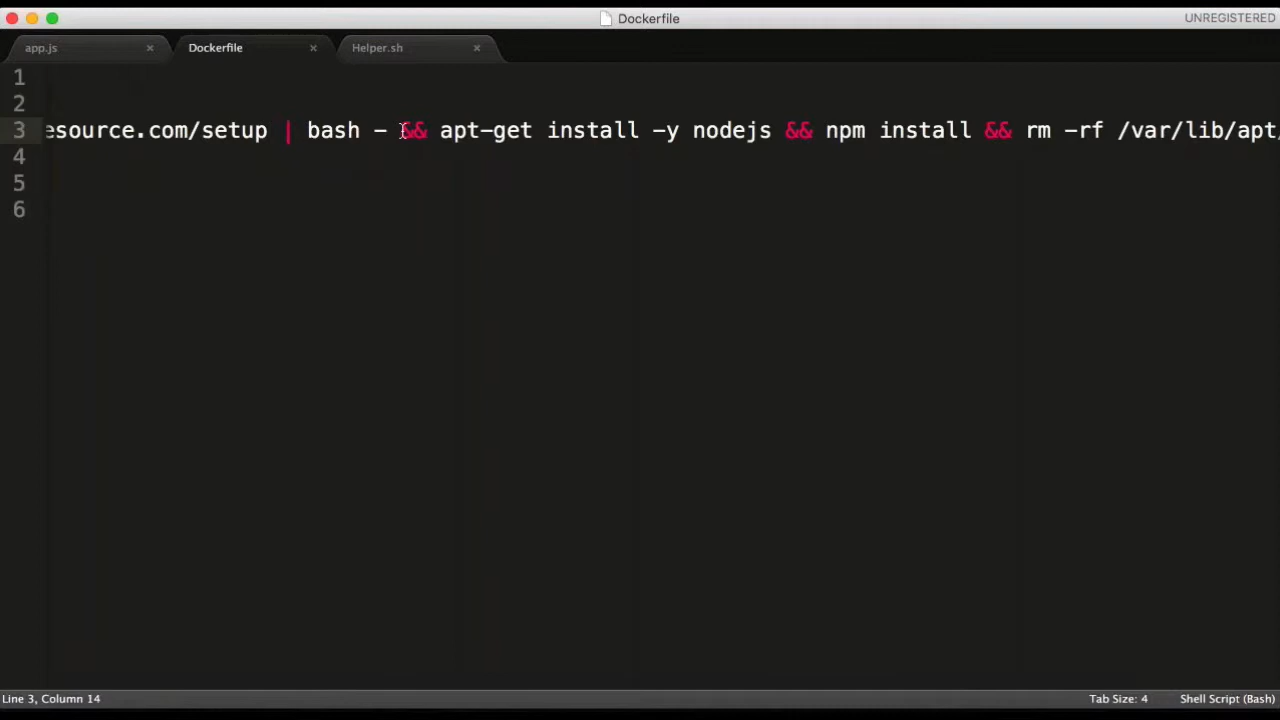 Dockerfile
UNREGISTERED
app.js × Dockerfile × Helper.sh ×
1
2
3 esource.com/setup | bash - && apt-get install -y nodejs && npm install && rm -rf /var/lib/apt/
4
5
6
Line 3, Column 14
Tab Size: 4
Shell Script (Bash)